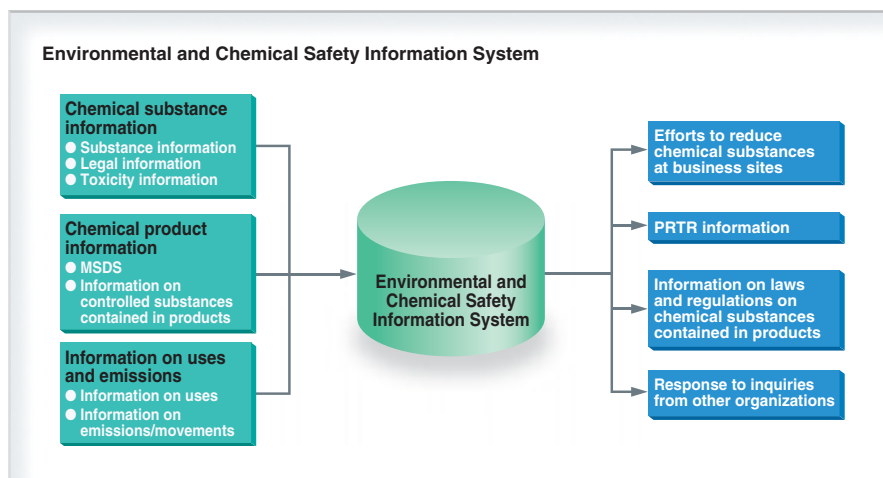 Environmental and Chemical Safety Information System
Chemical substance
information
● Substance information
● Legal information
● Toxicity information
Chemical product
information
● MSDS
● Information on
controlled substances
contained in products
Information on uses
and emissions
● Information on uses
● Information on
emissions/movements
Environmental and
Chemical Safety
Information System
Efforts to reduce
chemical substances
at business sites
PRTR information
Information on laws
and regulations on
chemical substances
contained in products
Response to inquiries
from other organizations